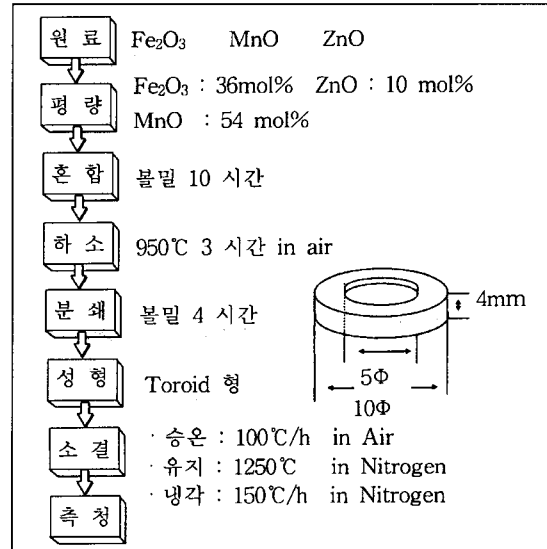 원 료 Fe₂O₃ MnO ZnO
평 량 Fe₂O₃ : 36mol% ZnO : 10 mol%
MnO : 54 mol%
혼 합 볼밀 10 시간
하 소 950℃ 3 시간 in air
분 쇄 볼밀 4 시간
4mm
5Φ
10Φ
성 형 Toroid 형
소 결 · 승온 : 100℃/h in Air
· 유지 : 1250℃ in Nitrogen
· 냉각 : 150℃/h in Nitrogen
측 정